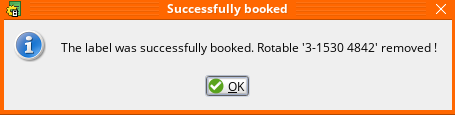 Successfully booked
The label was successfully booked. Rotable '3-1530 4842' removed !
OK